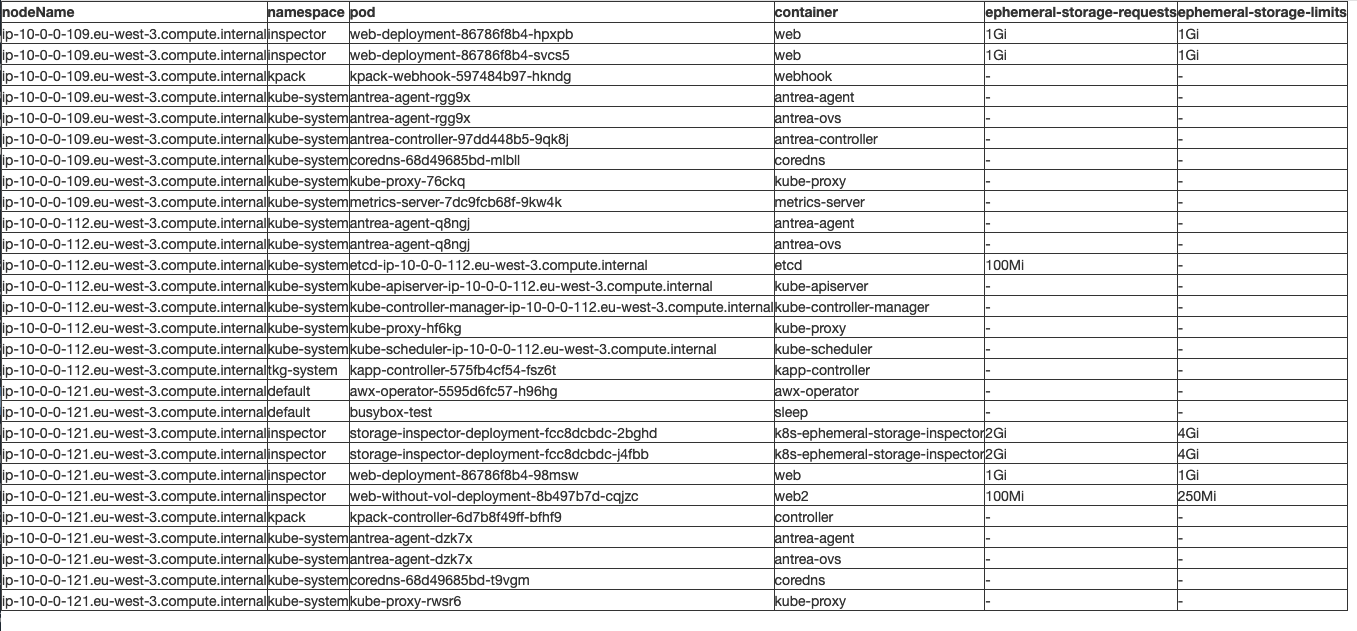 nodeName namespace pod container ephemeral-storage-requests ephemeral-storage-limits
ip-10-0-0-109.eu-west-3.compute.internal inspector web-deployment-86786f8b4-hpxpb web 1Gi 1Gi
ip-10-0-0-109.eu-west-3.compute.internal inspector web-deployment-86786f8b4-svcs5 web 1Gi 1Gi
ip-10-0-0-109.eu-west-3.compute.internal kpack kpack-webhook-597484b97-hkndg webhook - -
ip-10-0-0-109.eu-west-3.compute.internal kube-system antrea-agent-rgg9x antrea-agent - -
ip-10-0-0-109.eu-west-3.compute.internal kube-system antrea-agent-rgg9x antrea-ovs - -
ip-10-0-0-109.eu-west-3.compute.internal kube-system antrea-controller-97dd448b5-9qk8j antrea-controller - -
ip-10-0-0-109.eu-west-3.compute.internal kube-system coredns-68d49685bd-mlbll coredns - -
ip-10-0-0-109.eu-west-3.compute.internal kube-system kube-proxy-76ckq kube-proxy - -
ip-10-0-0-109.eu-west-3.compute.internal kube-system metrics-server-7dc9fcb68f-9kw4k metrics-server - -
ip-10-0-0-112.eu-west-3.compute.internal kube-system antrea-agent-q8ngj antrea-agent - -
ip-10-0-0-112.eu-west-3.compute.internal kube-system antrea-agent-q8ngj antrea-ovs - -
ip-10-0-0-112.eu-west-3.compute.internal kube-system etcd-ip-10-0-0-112.eu-west-3.compute.internal etcd 100Mi -
ip-10-0-0-112.eu-west-3.compute.internal kube-system kube-apiserver-ip-10-0-0-112.eu-west-3.compute.internal kube-apiserver - -
ip-10-0-0-112.eu-west-3.compute.internal kube-system kube-controller-manager-ip-10-0-0-112.eu-west-3.compute.internal kube-controller-manager - -
ip-10-0-0-112.eu-west-3.compute.internal kube-system kube-proxy-hf6kg kube-proxy - -
ip-10-0-0-112.eu-west-3.compute.internal kube-system kube-scheduler-ip-10-0-0-112.eu-west-3.compute.internal kube-scheduler - -
ip-10-0-0-112.eu-west-3.compute.internal tkg-system kapp-controller-575fb4cf54-fsz6t kapp-controller - -
ip-10-0-0-121.eu-west-3.compute.internal default awx-operator-5595d6fc57-h96hg awx-operator - -
ip-10-0-0-121.eu-west-3.compute.internal default busybox-test sleep - -
ip-10-0-0-121.eu-west-3.compute.internal inspector storage-inspector-deployment-fcc8dcbdc-2bghd k8s-ephemeral-storage-inspector 2Gi 4Gi
ip-10-0-0-121.eu-west-3.compute.internal inspector storage-inspector-deployment-fcc8dcbdc-j4fbb k8s-ephemeral-storage-inspector 2Gi 4Gi
ip-10-0-0-121.eu-west-3.compute.internal inspector web-deployment-86786f8b4-98msw web 1Gi 1Gi
ip-10-0-0-121.eu-west-3.compute.internal inspector web-without-vol-deployment-8b497b7d-cqjzc web2 100Mi 250Mi
ip-10-0-0-121.eu-west-3.compute.internal kpack kpack-controller-6d7b8f49ff-bfhf9 controller - -
ip-10-0-0-121.eu-west-3.compute.internal kube-system antrea-agent-dzk7x antrea-agent - -
ip-10-0-0-121.eu-west-3.compute.internal kube-system antrea-agent-dzk7x antrea-ovs - -
ip-10-0-0-121.eu-west-3.compute.internal kube-system coredns-68d49685bd-t9vgm coredns - -
ip-10-0-0-121.eu-west-3.compute.internal kube-system kube-proxy-rwsr6 kube-proxy - -